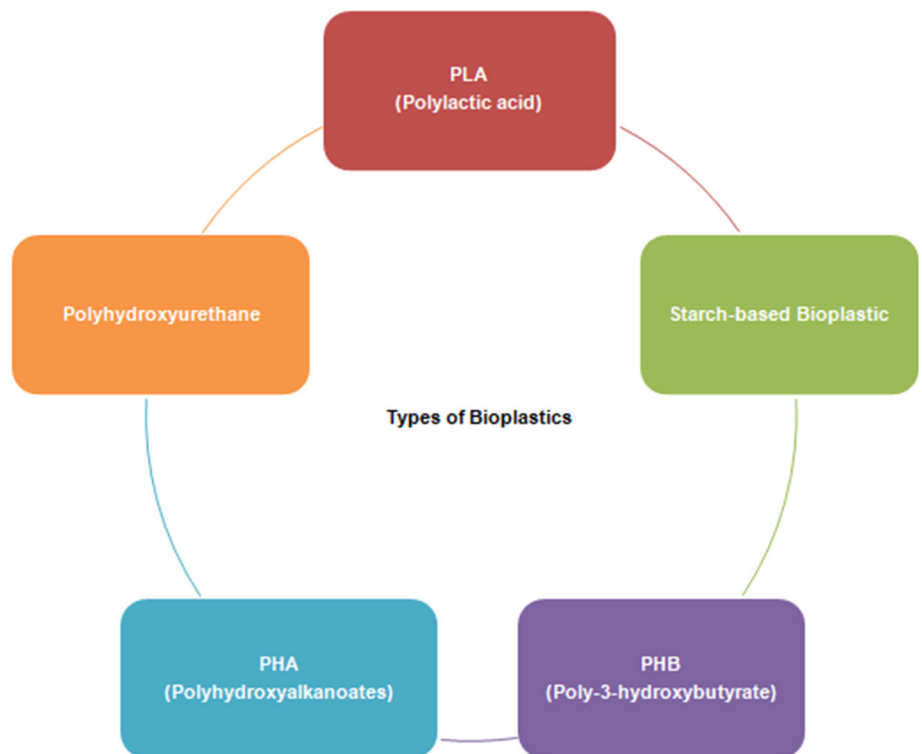 PLA
(Polylactic acid)
Polyhydroxyurethane
Starch-based Bioplastic
Types of Bioplastics
PHA
(Polyhydroxyalkanoates)
PHB
(Poly-3-hydroxybutyrate)